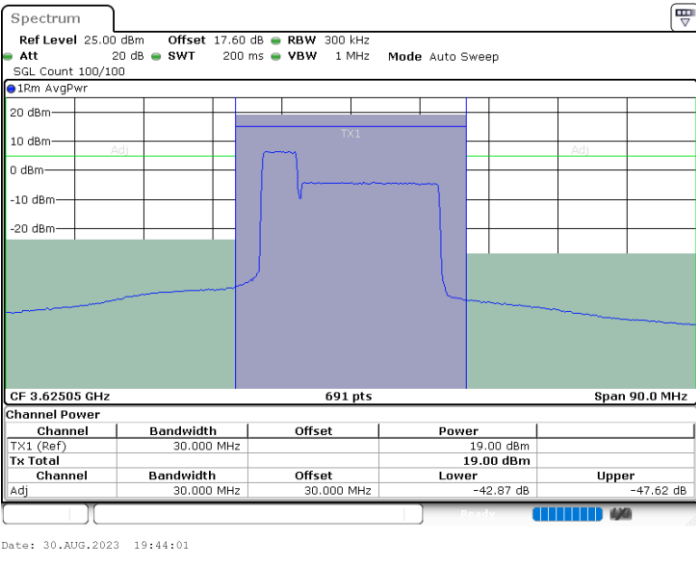 Spectrum
Ref Level 25.00 dBm Offset 17.60 dB RBW 300 kHz
Att 20 dB SWT 200 ms VBW 1 MHz Mode Auto Sweep
SGL Count 100/100
1Rm AvgPwr
20 dBm
TX1
10 dBm
Adj Adj
0 dBm
-10 dBm
-20 dBm
CF 3.62505 GHz 691 pts Span 90.0 MHz
Channel Power
Channel Bandwidth Offset Power
TX1 (Ref) 30.000 MHz 19.00 dBm
Tx Total 19.00 dBm
Channel Bandwidth Offset Lower Upper
Adj 30.000 MHz 30.000 MHz -42.87 dB -47.62 dB
Ready
Date: 30.AUG.2023 19:44:01